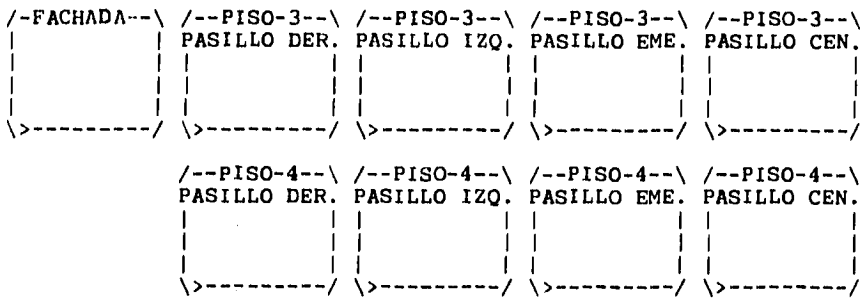 /-FACHADA--\ /--PISO-3--\ /--PISO-3--\ /--PISO-3--\ /--PISO-3--\
| | PASILLO DER. PASILLO IZQ. PASILLO EME. PASILLO CEN.
| | | | | | | | | |
| | | | | | | | | |
| | | | | | | | | |
\>---------/ \>---------/ \>---------/ \>---------/ \>---------/
/--PISO-4--\ /--PISO-4--\ /--PISO-4--\ /--PISO-4--\
PASILLO DER. PASILLO IZQ. PASILLO EME. PASILLO CEN.
| | | | | | | |
| | | | | | | |
| | | | | | | |
\>---------/ \>---------/ \>---------/ \>---------/